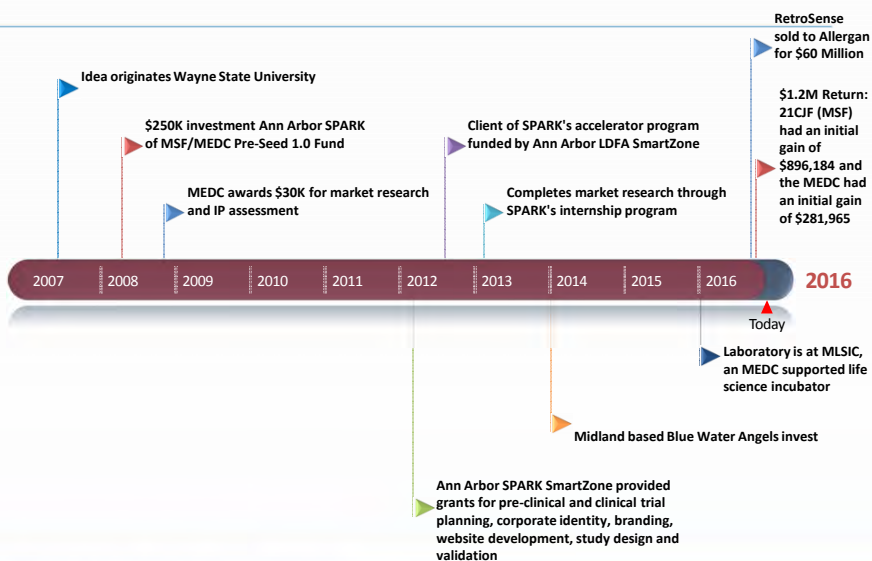 RetroSense
sold to Allergan
for $60 Million
Idea originates Wayne State University
$1.2M Return:
21CJF (MSF)
had an initial
gain of
$896,184 and
the MEDC had
an initial gain
of $281,965
$250K investment Ann Arbor SPARK
of MSF/MEDC Pre-Seed 1.0 Fund
Client of SPARK's accelerator program
funded by Ann Arbor LDFA SmartZone
MEDC awards $30K for market research
and IP assessment
Completes market research through
SPARK's internship program
2007 2008 2009 2010 2011 2012 2013 2014 2015 2016 2016
Today
Laboratory is at MLSIC,
an MEDC supported life
science incubator
Midland based Blue Water Angels invest
Ann Arbor SPARK SmartZone provided
grants for pre-clinical and clinical trial
planning, corporate identity, branding,
website development, study design and
validation